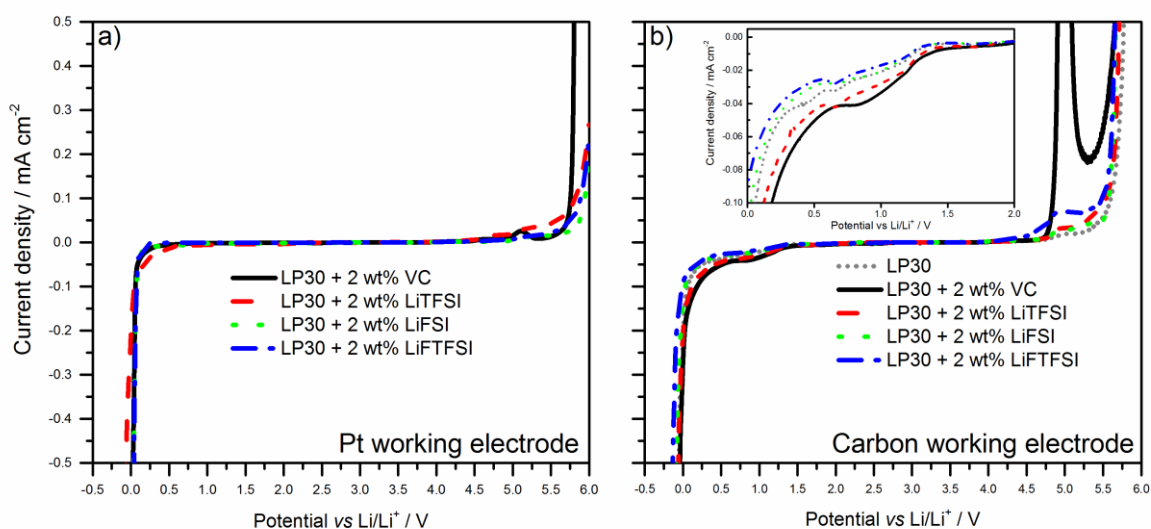 a)
0.5
0.4
0.3
0.2
0.1
0.0
-0.1
-0.2
-0.3
-0.4
-0.5
Current density / mA cm⁻²
LP30 + 2 wt% VC
LP30 + 2 wt% LiTFSI
LP30 + 2 wt% LiFSI
LP30 + 2 wt% LiFTFSI
Pt working electrode
-0.5 0.0 0.5 1.0 1.5 2.0 2.5 3.0 3.5 4.0 4.5 5.0 5.5 6.0
Potential vs Li/Li⁺ / V
b)
0.00
-0.02
-0.04
-0.06
-0.08
-0.10
Current density / mA cm⁻²
0.0 0.5 1.0 1.5 2.0
Potential vs Li/Li⁺ / V
LP30
LP30 + 2 wt% VC
LP30 + 2 wt% LiTFSI
LP30 + 2 wt% LiFSI
LP30 + 2 wt% LiFTFSI
Carbon working electrode
-0.5 0.0 0.5 1.0 1.5 2.0 2.5 3.0 3.5 4.0 4.5 5.0 5.5 6.0
Potential vs Li/Li⁺ / V